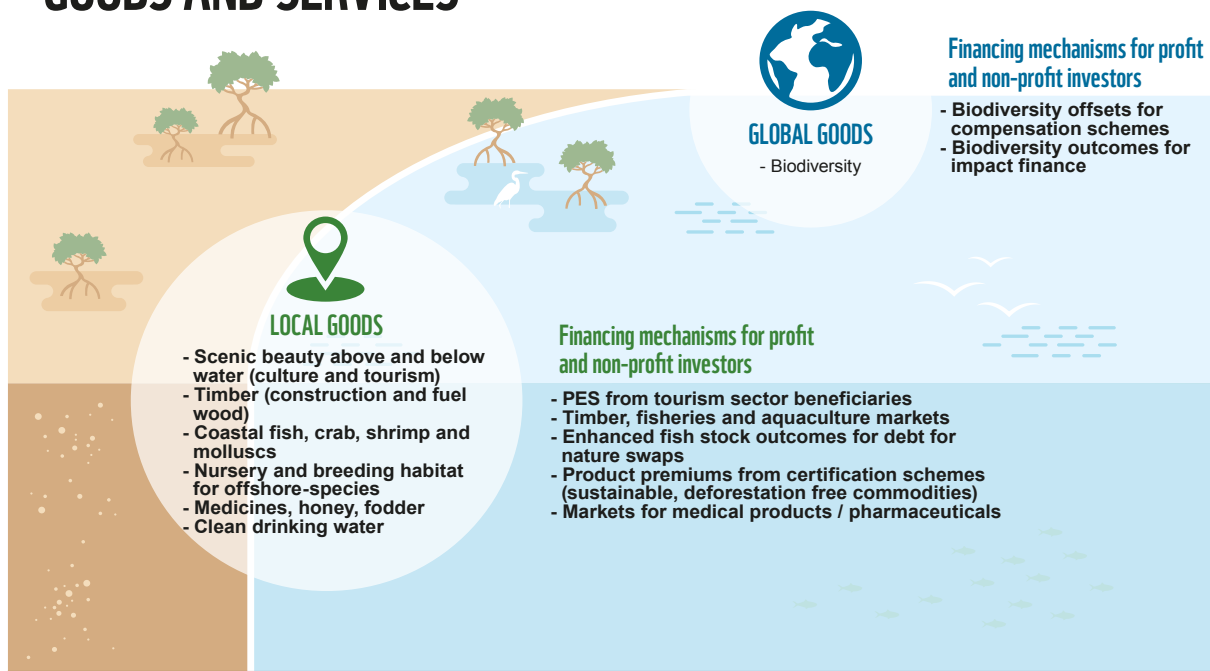 GOODS AND SERVICES
GLOBAL GOODS
- Biodiversity
Financing mechanisms for profit
and non-profit investors
- Biodiversity offsets for
compensation schemes
- Biodiversity outcomes for
impact finance
LOCAL GOODS
- Scenic beauty above and below
water (culture and tourism)
- Timber (construction and fuel
wood)
- Coastal fish, crab, shrimp and
molluscs
- Nursery and breeding habitat
for offshore-species
- Medicines, honey, fodder
- Clean drinking water
Financing mechanisms for profit
and non-profit investors
- PES from tourism sector beneficiaries
- Timber, fisheries and aquaculture markets
- Enhanced fish stock outcomes for debt for
nature swaps
- Product premiums from certification schemes
(sustainable, deforestation free commodities)
- Markets for medical products / pharmaceuticals